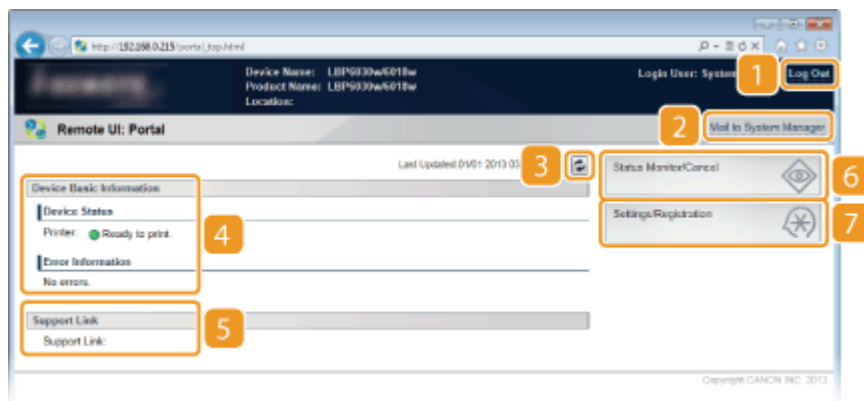 http://192.168.0.215/portal_top.html
Device Name: LBP6030w/6018w
Product Name: LBP6030w/6018w
Location:
Login User: System
1
Log Out
Remote UI: Portal
2
Mail to System Manager
Last Updated:01/01 2013 03
3
Device Basic Information
Device Status
Printer: Ready to print.
4
Error Information
No errors.
Support Link
5
Support Link:
Status Monitor/Cancel
6
Settings/Registration
7
Copyright CANON INC. 2013